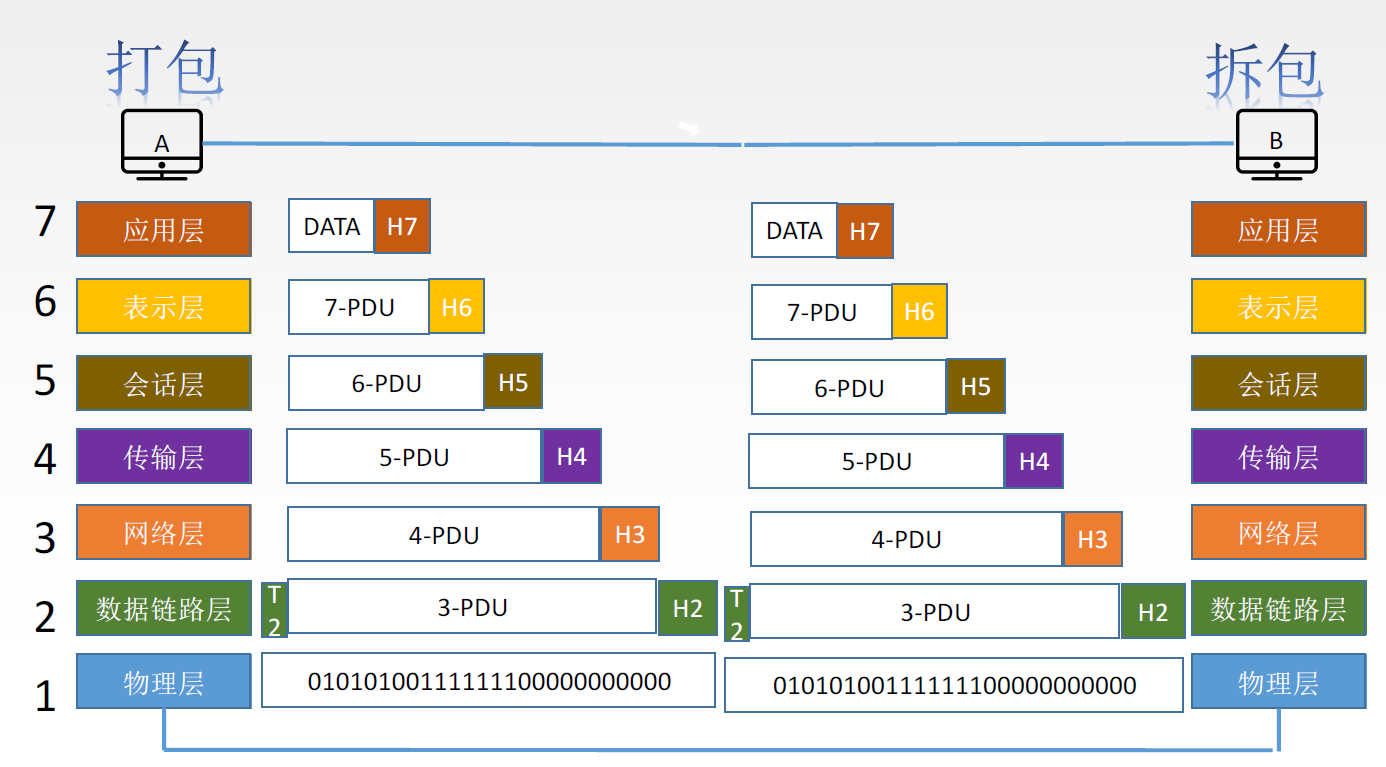 打包
拆包
A
B
7 应用层 DATA H7 DATA H7 应用层
6 表示层 7-PDU H6 7-PDU H6 表示层
5 会话层 6-PDU H5 6-PDU H5 会话层
4 传输层 5-PDU H4 5-PDU H4 传输层
3 网络层 4-PDU H3 4-PDU H3 网络层
2 数据链路层 T2 3-PDU H2 T2 3-PDU H2 数据链路层
1 物理层 01010100111111110000000000 01010100111111110000000000 物理层